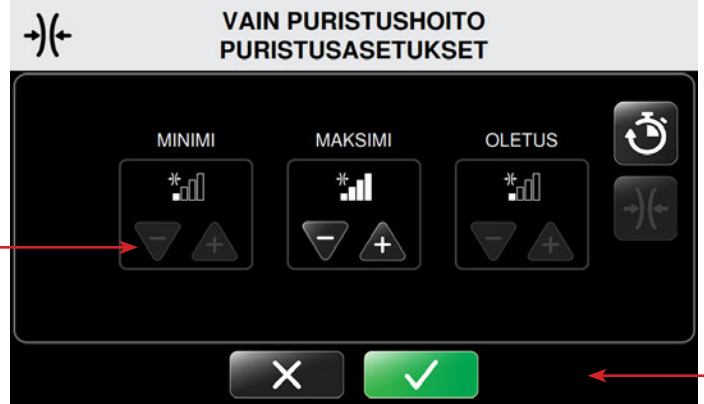 VAIN PURISTUSHOITO
PURISTUSASETUKSET
MINIMI MAKSIMI OLETUS